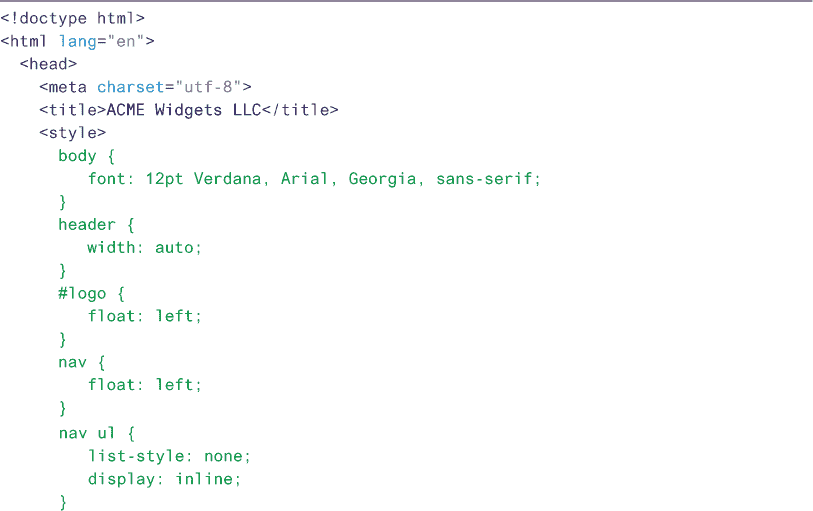 <!doctype html>
<html lang="en">
<head>
<meta charset="utf-8">
<title>ACME Widgets LLC</title>
<style>
body {
font: 12pt Verdana, Arial, Georgia, sans-serif;
}
header {
width: auto;
}
#logo {
float: left;
}
nav {
float: left;
}
nav ul {
list-style: none;
display: inline;
}